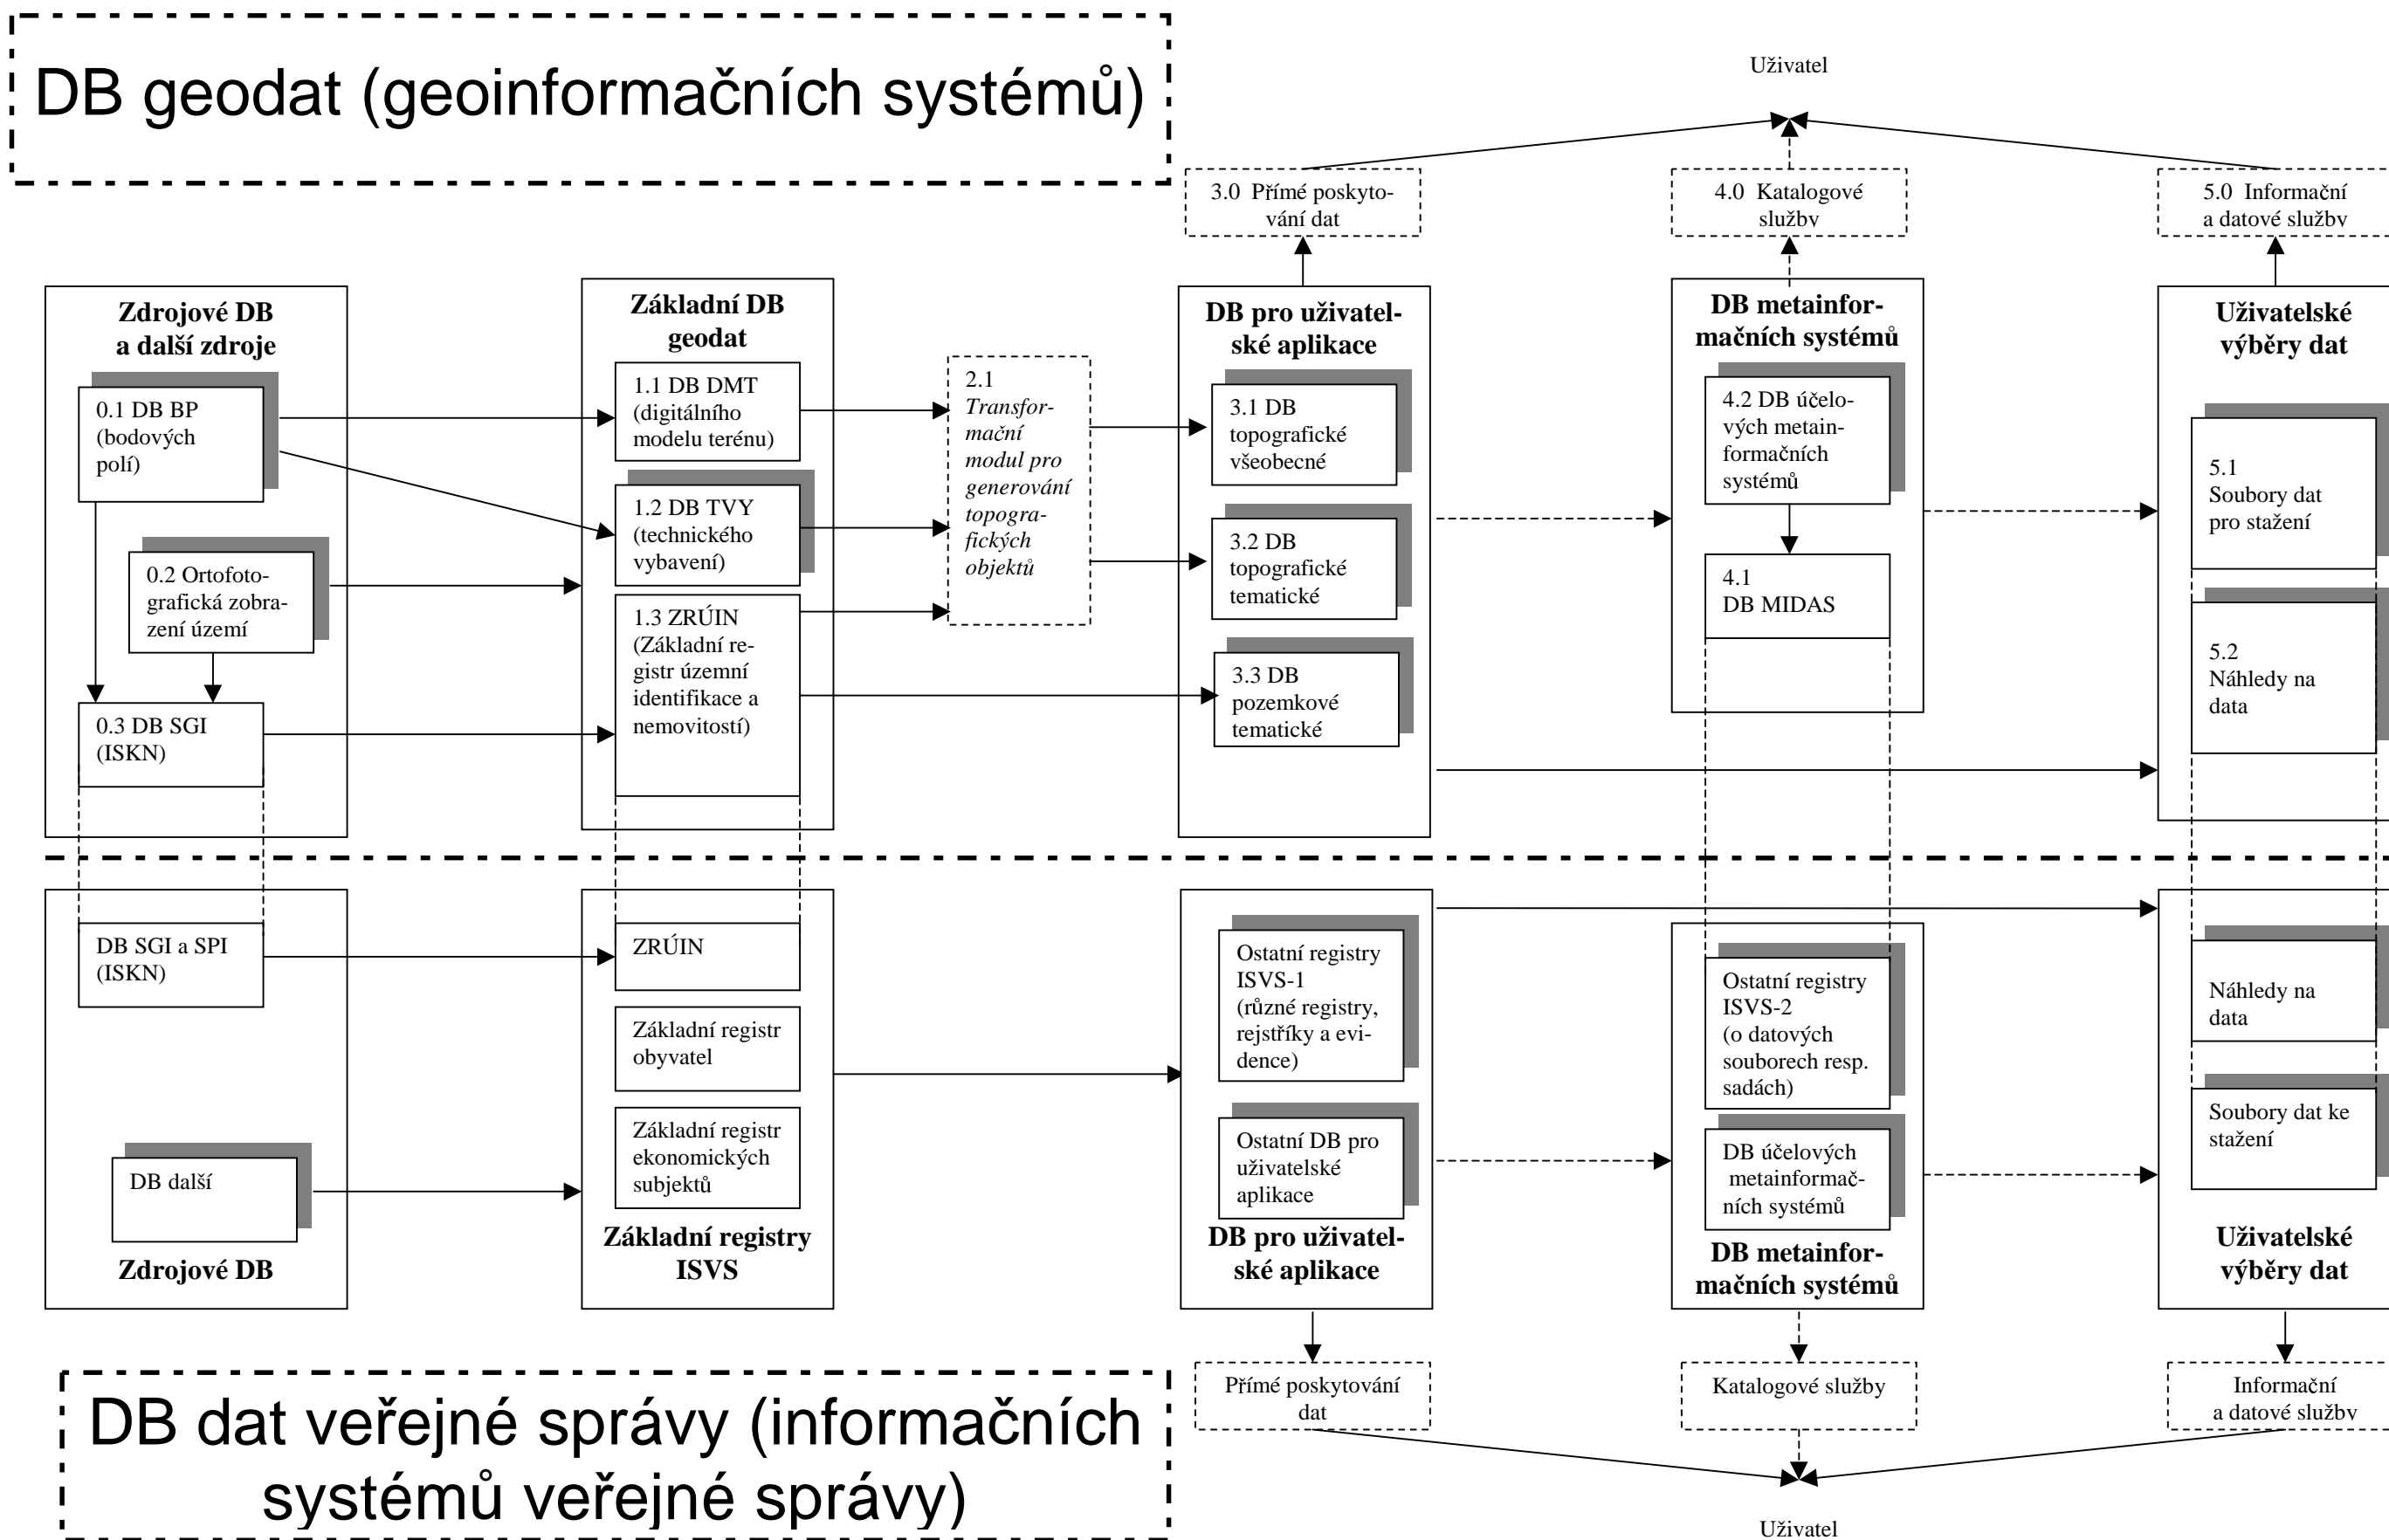 DB geodat (geoinformačních systémů)
Uživatel
3.0  Přímé poskyto-
vání dat
4.0  Katalogové
služby
5.0  Informační
a datové služby
Zdrojové DB
a další zdroje
0.1 DB BP
(bodových
polí)
0.2 Ortofoto-
grafická zobra-
zení území
0.3 DB SGI
(ISKN)
Základní DB
geodat
1.1 DB DMT
(digitálního
modelu terénu)
1.2 DB TVY
(technického
vybavení)
1.3 ZRÚIN
(Základní re-
gistr územní
identifikace a
nemovitostí)
2.1
Transfor-
mační
modul pro
generování
topogra-
fických
objektů
DB pro uživatel-
ské aplikace
3.1 DB
topografické
všeobecné
3.2 DB
topografické
tematické
3.3 DB
pozemkové
tematické
DB metainfor-
mačních systémů
4.2 DB účelo-
vých metain-
formačních
systémů
4.1
DB MIDAS
Uživatelské
výběry dat
5.1
Soubory dat
pro stažení
5.2
Náhledy na
data
DB SGI a SPI
(ISKN)
DB další
Zdrojové DB
ZRÚIN
Základní registr
obyvatel
Základní registr
ekonomických
subjektů
Základní registry
ISVS
Ostatní registry
ISVS-1
(různé registry,
rejstříky a evi-
dence)
Ostatní DB pro
uživatelské
aplikace
DB pro uživatel-
ské aplikace
Ostatní registry
ISVS-2
(o datových
souborech resp.
sadách)
DB účelových
metainformač-
ních systémů
DB metainfor-
mačních systémů
Náhledy na
data
Soubory dat ke
stažení
Uživatelské
výběry dat
Přímé poskytování
dat
Katalogové služby
Informační
a datové služby
Uživatel
DB dat veřejné správy (informačních
systémů veřejné správy)